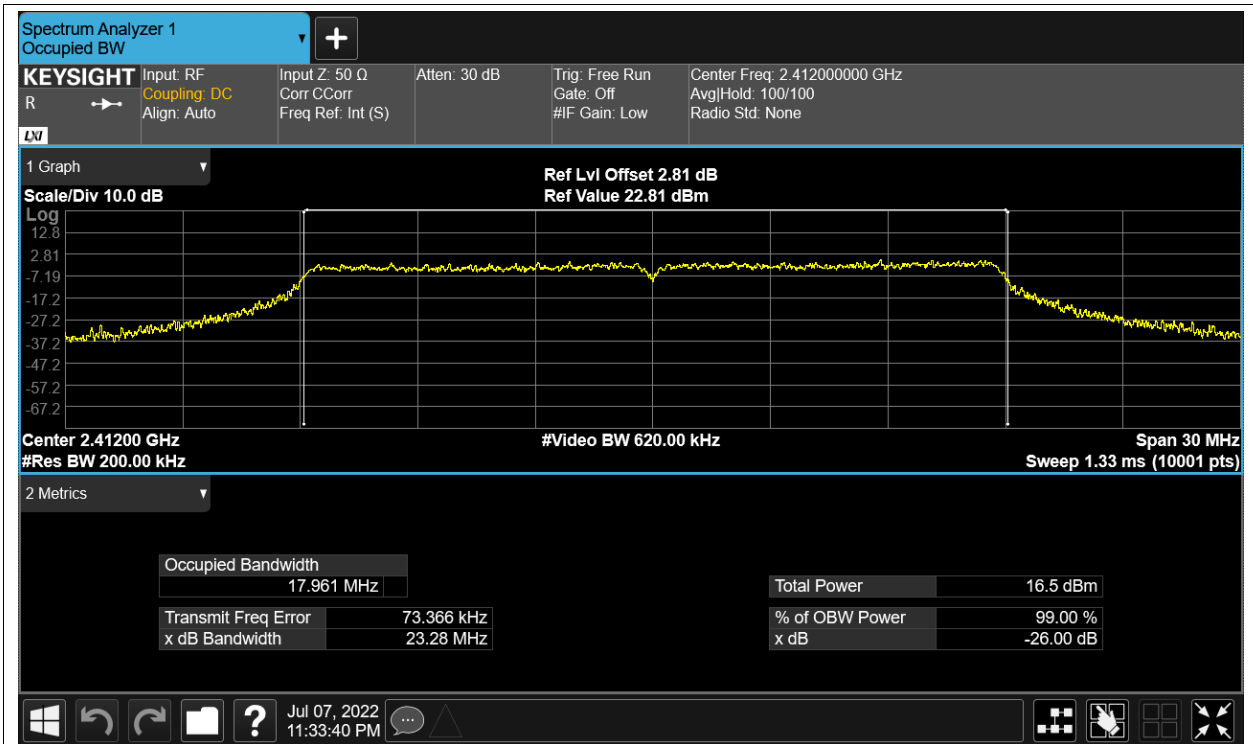 Spectrum Analyzer 1
Occupied BW
KEYSIGHT
R
LXI
Input: RF
Coupling: DC
Align: Auto
Input Z: 50 Ω
Corr CCorr
Freq Ref: Int (S)
Atten: 30 dB
Trig: Free Run
Gate: Off
#IF Gain: Low
Center Freq: 2.412000000 GHz
Avg|Hold: 100/100
Radio Std: None
1 Graph
Scale/Div 10.0 dB
Ref Lvl Offset 2.81 dB
Ref Value 22.81 dBm
Log
12.8
2.81
-7.19
-17.2
-27.2
-37.2
-47.2
-57.2
-67.2
Center 2.41200 GHz
#Video BW 620.00 kHz
Span 30 MHz
#Res BW 200.00 kHz
Sweep 1.33 ms (10001 pts)
2 Metrics
Occupied Bandwidth
17.961 MHz
Total Power 16.5 dBm
Transmit Freq Error 73.366 kHz
% of OBW Power 99.00 %
x dB Bandwidth 23.28 MHz
x dB -26.00 dB
?
Jul 07, 2022
11:33:40 PM